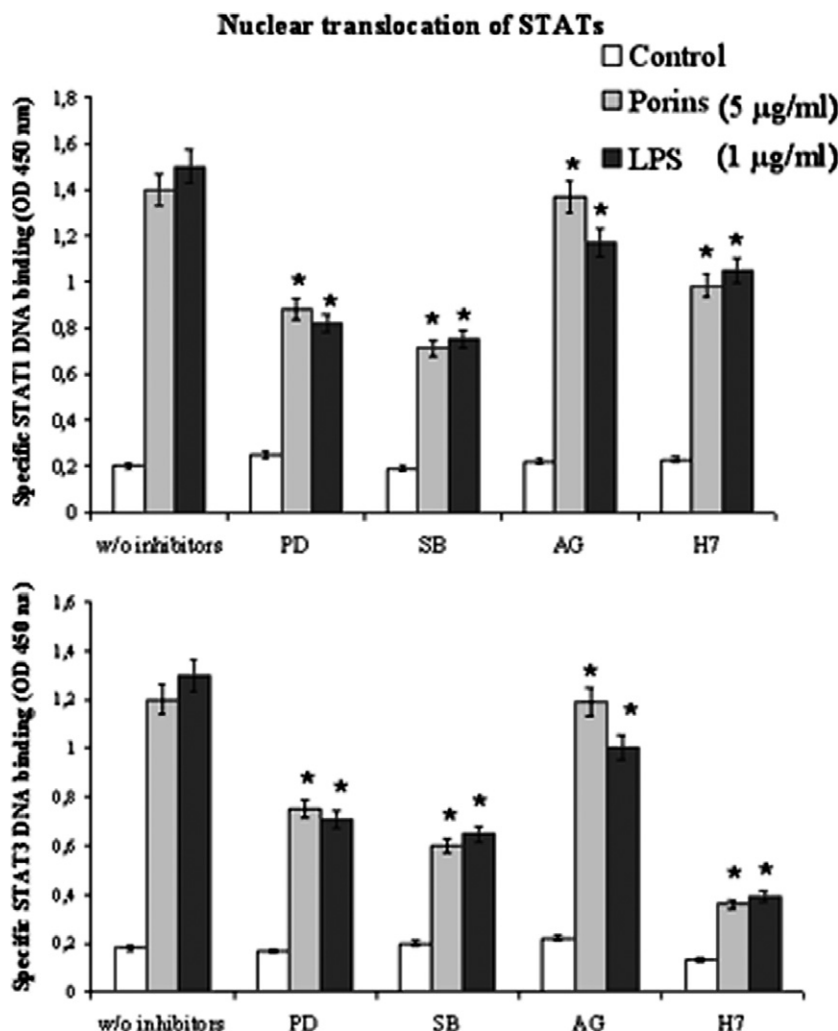 Nuclear translocation of STATs
Control
Porins (5 µg/ml)
LPS (1 µg/ml)
Specific STAT1 DNA binding (OD 450 nm)
1,8
1,6
1,4
1,2
1
0,8
0,6
0,4
0,2
0
* * * * * * * *
w/o inhibitors PD SB AG H7
Specific STAT3 DNA binding (OD 450 nm)
1,6
1,4
1,2
1
0,8
0,6
0,4
0,2
0
* * * * * * * *
w/o inhibitors PD SB AG H7